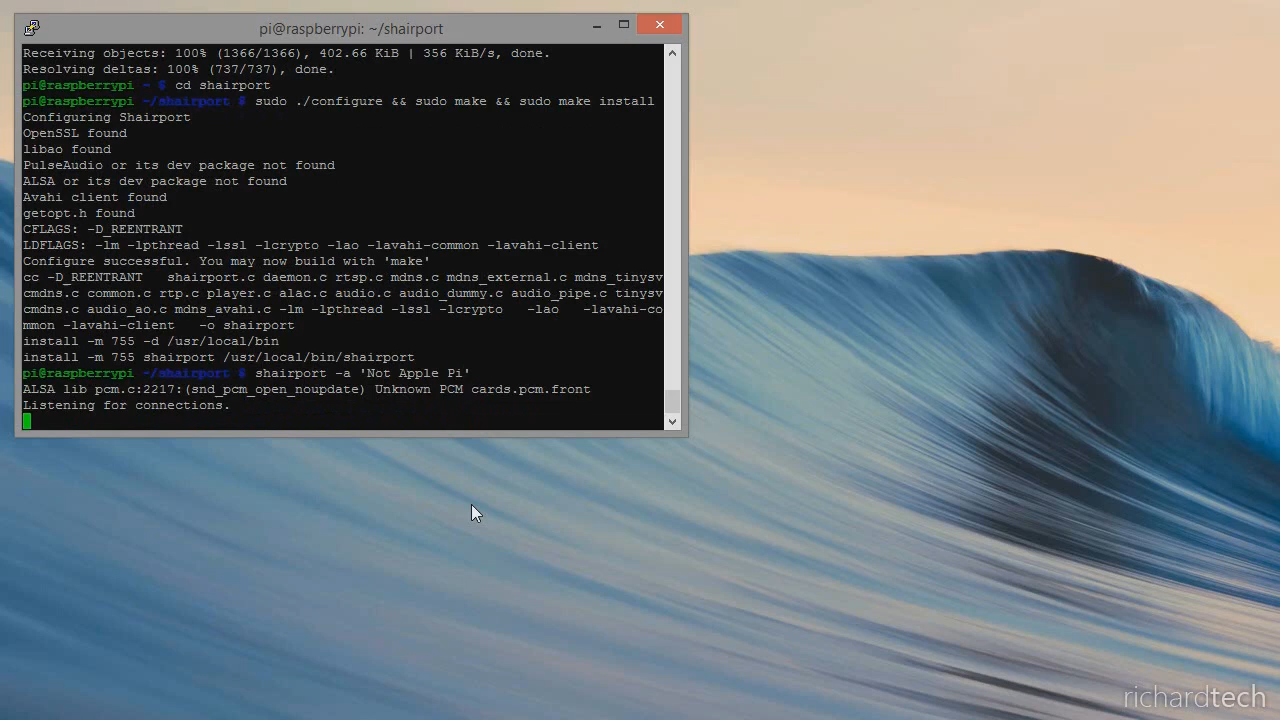 pi@raspberrypi: ~/shairport
Receiving objects: 100% (1366/1366), 402.66 KiB | 356 KiB/s, done.
Resolving deltas: 100% (737/737), done.
pi@raspberrypi ~ $ cd shairport
pi@raspberrypi ~/shairport $ sudo ./configure && sudo make && sudo make install
Configuring Shairport
OpenSSL found
libao found
PulseAudio or its dev package not found
ALSA or its dev package not found
Avahi client found
getopt.h found
CFLAGS: -D_REENTRANT
LDFLAGS: -lm -lpthread -lssl -lcrypto -lao -lavahi-common -lavahi-client
Configure successful. You may now build with 'make'
cc -D_REENTRANT   shairport.c daemon.c rtsp.c mdns.c mdns_external.c mdns_tinysv
cmdns.c common.c rtp.c player.c alac.c audio.c audio_dummy.c audio_pipe.c tinysv
cmdns.c audio_ao.c mdns_avahi.c -lm -lpthread -lssl -lcrypto   -lao   -lavahi-co
mmon -lavahi-client   -o shairport
install -m 755 -d /usr/local/bin
install -m 755 shairport /usr/local/bin/shairport
pi@raspberrypi ~/shairport $ shairport -a 'Not Apple Pi'
ALSA lib pcm.c:2217:(snd_pcm_open_noupdate) Unknown PCM cards.pcm.front
Listening for connections.
richardtech